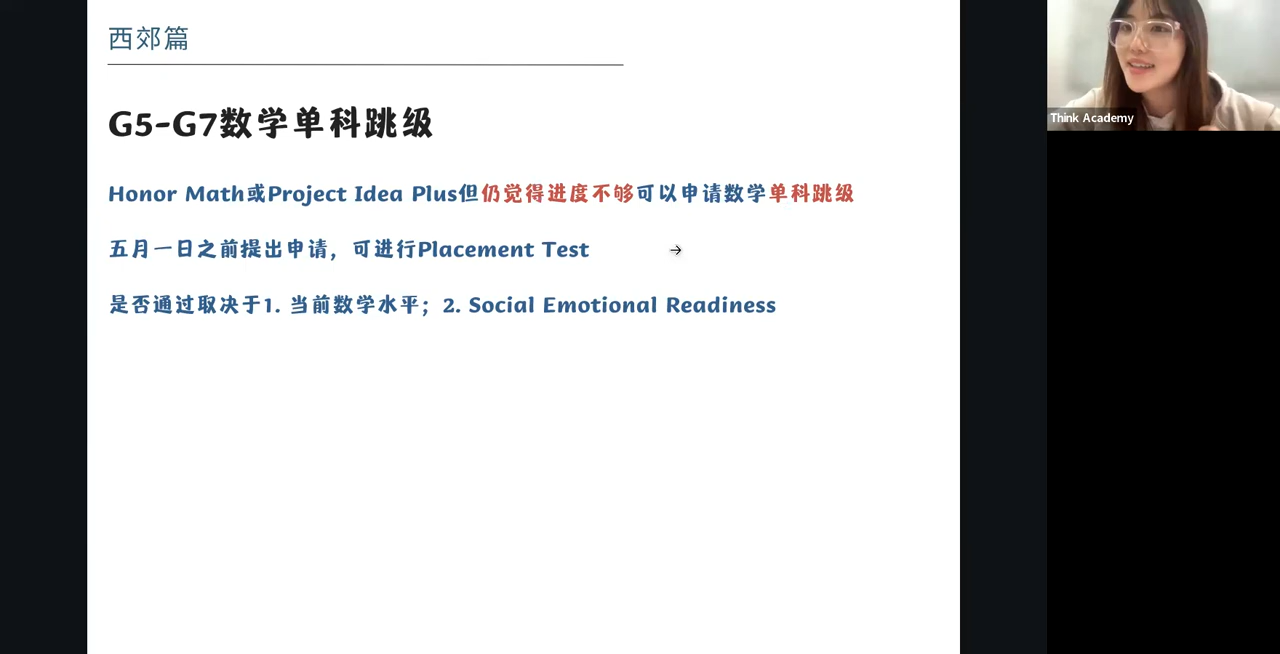 西郊篇
G5-G7数学单科跳级
Honor Math或Project Idea Plus但仍觉得进度不够可以申请数学单科跳级
五月一日之前提出申请，可进行Placement Test
是否通过取决于1. 当前数学水平；2. Social Emotional Readiness
Think Academy